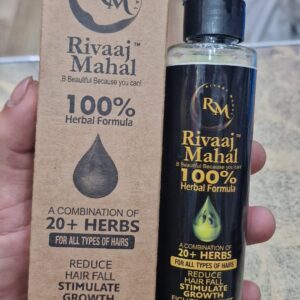 RM
Rivaaj™
Mahal
.B Beautiful Because you can!
100%
Herbal Formula
A COMBINATION OF
20+ HERBS
FOR ALL TYPES OF HAIRS
REDUCE
HAIR FALL
STIMULATE
GROWTH
RM
Rivaaj™
Mahal
.B Beautiful Because you can!
100%
Herbal Formula
A COMBINATION OF
20+ HERBS
FOR ALL TYPES OF HAIRS
REDUCE
HAIR FALL
STIMULATE
GROWTH